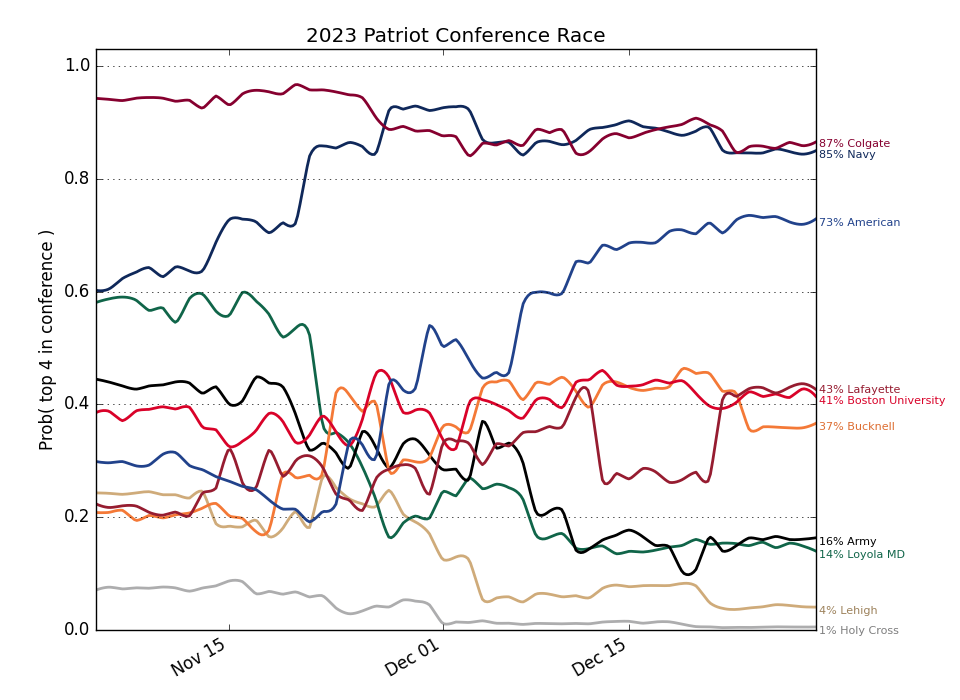 2023 Patriot Conference Race
Prob( top 4 in conference )
1.0
0.8
0.6
0.4
0.2
0.0
Nov 15
Dec 01
Dec 15
87% Colgate
85% Navy
73% American
43% Lafayette
41% Boston University
37% Bucknell
16% Army
14% Loyola MD
4% Lehigh
1% Holy Cross